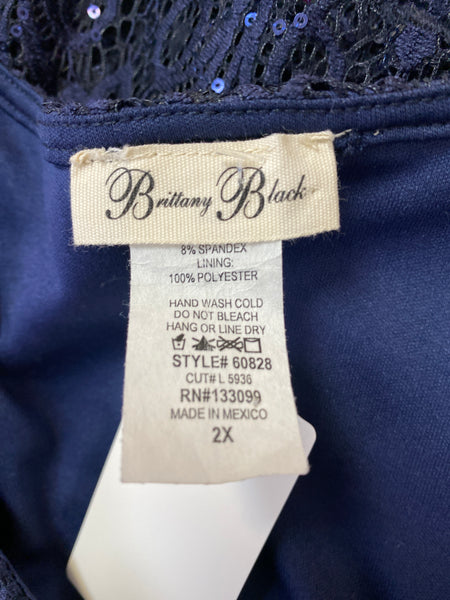 Brittany Black
8% SPANDEX
LINING:
100% POLYESTER
HAND WASH COLD
DO NOT BLEACH
HANG OR LINE DRY
STYLE# 60828
CUT# L 5936
RN#133099
MADE IN MEXICO
2X